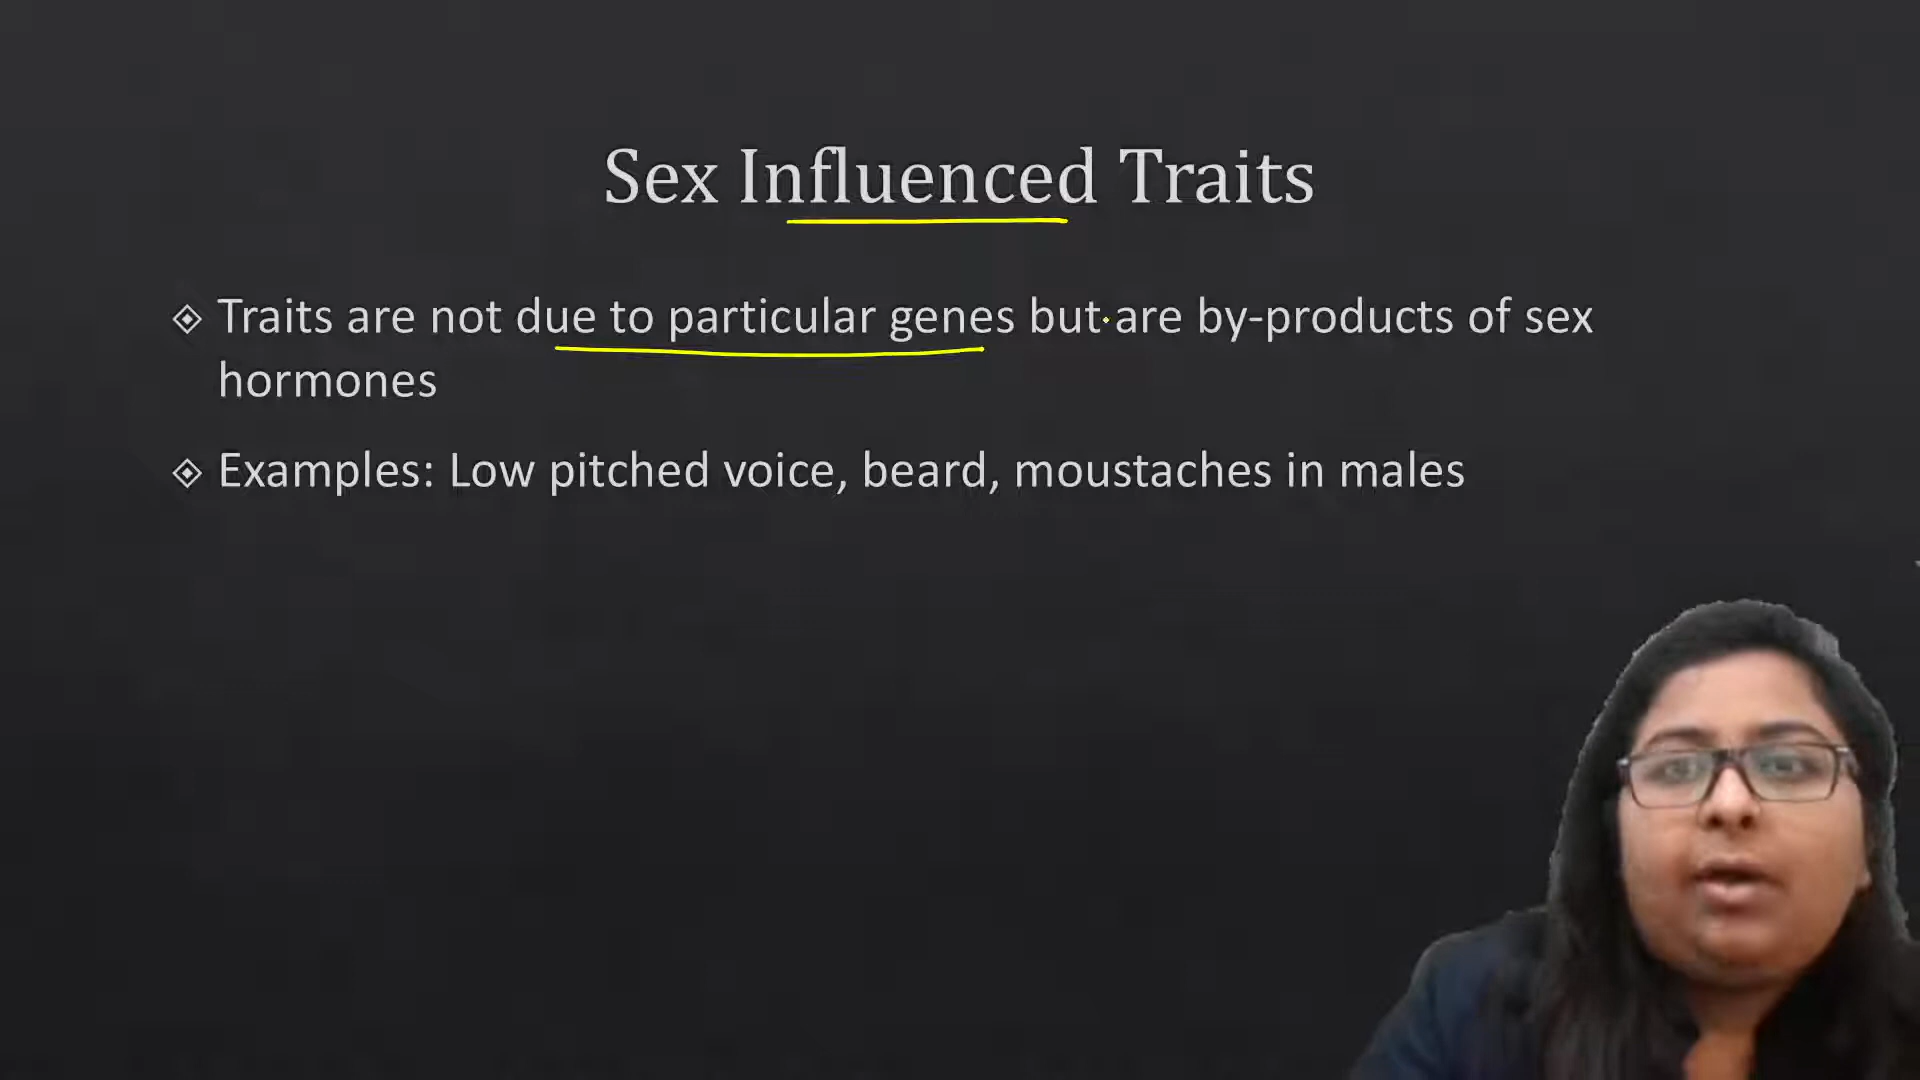 Sex Influenced Traits
Traits are not due to particular genes but are by-products of sex
hormones
Examples: Low pitched voice, beard, moustaches in males